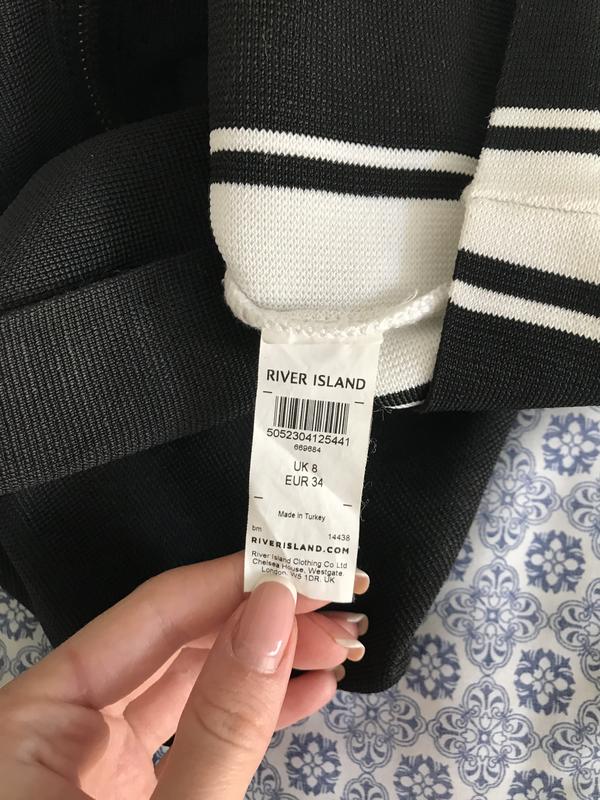 RIVER ISLAND
5052304125441
669684
UK 8
EUR 34
Made in Turkey
bm 14438
RIVERISLAND.COM
River Island Clothing Co Ltd
Chelsea House, Westgate.
London. W5 1DR. UK